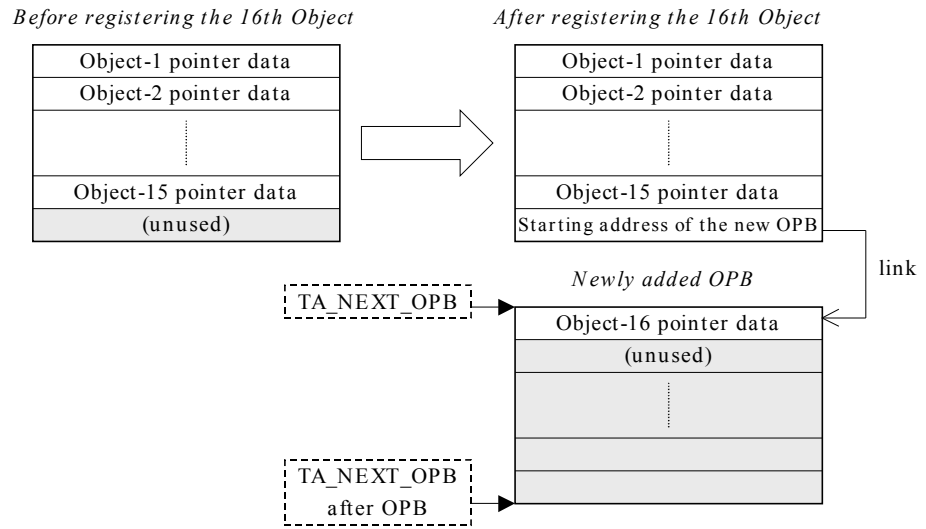 Before registering the 16th Object
After registering the 16th Object
Object-1 pointer data
Object-2 pointer data
Object-15 pointer data
(unused)
Object-1 pointer data
Object-2 pointer data
Object-15 pointer data
Starting address of the new OPB
link
Newly added OPB
TA_NEXT_OPB
Object-16 pointer data
(unused)
TA_NEXT_OPB
after OPB